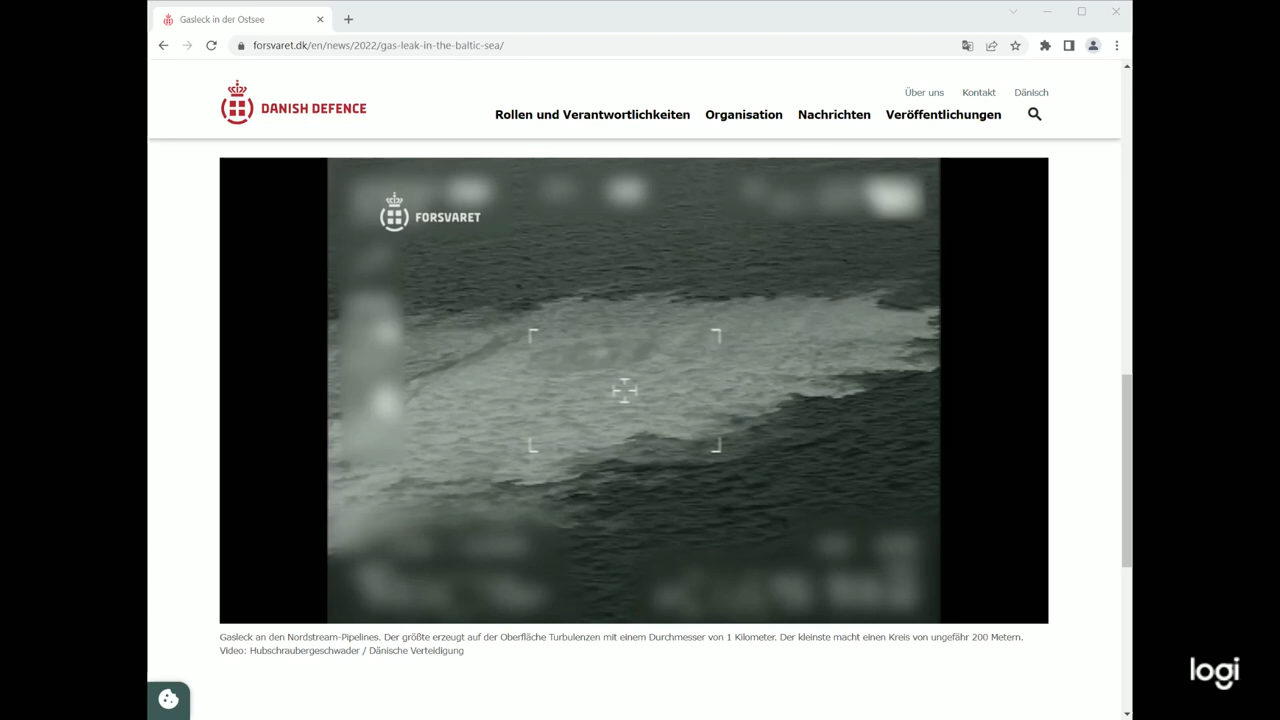 Gasleck in der Ostsee
forsvaret.dk/en/news/2022/gas-leak-in-the-baltic-sea/
DANISH DEFENCE
Über uns Kontakt Dänisch
Rollen und Verantwortlichkeiten Organisation Nachrichten Veröffentlichungen
FORSVARET
Gasleck an den Nordstream-Pipelines. Der größte erzeugt auf der Oberfläche Turbulenzen mit einem Durchmesser von 1 Kilometer. Der kleinste macht einen Kreis von ungefähr 200 Metern.
Video: Hubschraubergeschwader / Dänische Verteidigung
logi